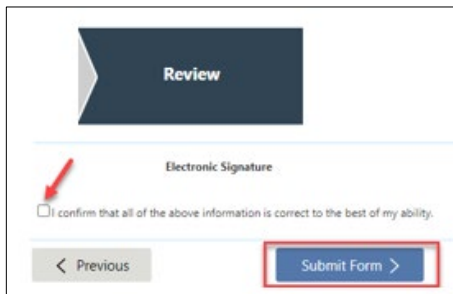 Review
Electronic Signature
I confirm that all of the above information is correct to the best of my ability.
Previous
Submit Form